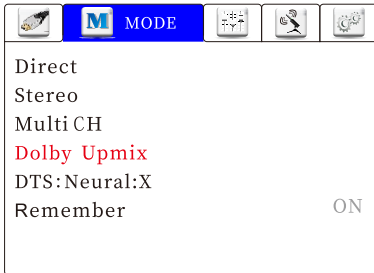 M MODE
Direct
Stereo
Multi CH
Dolby Upmix
DTS:Neural:X
Remember ON